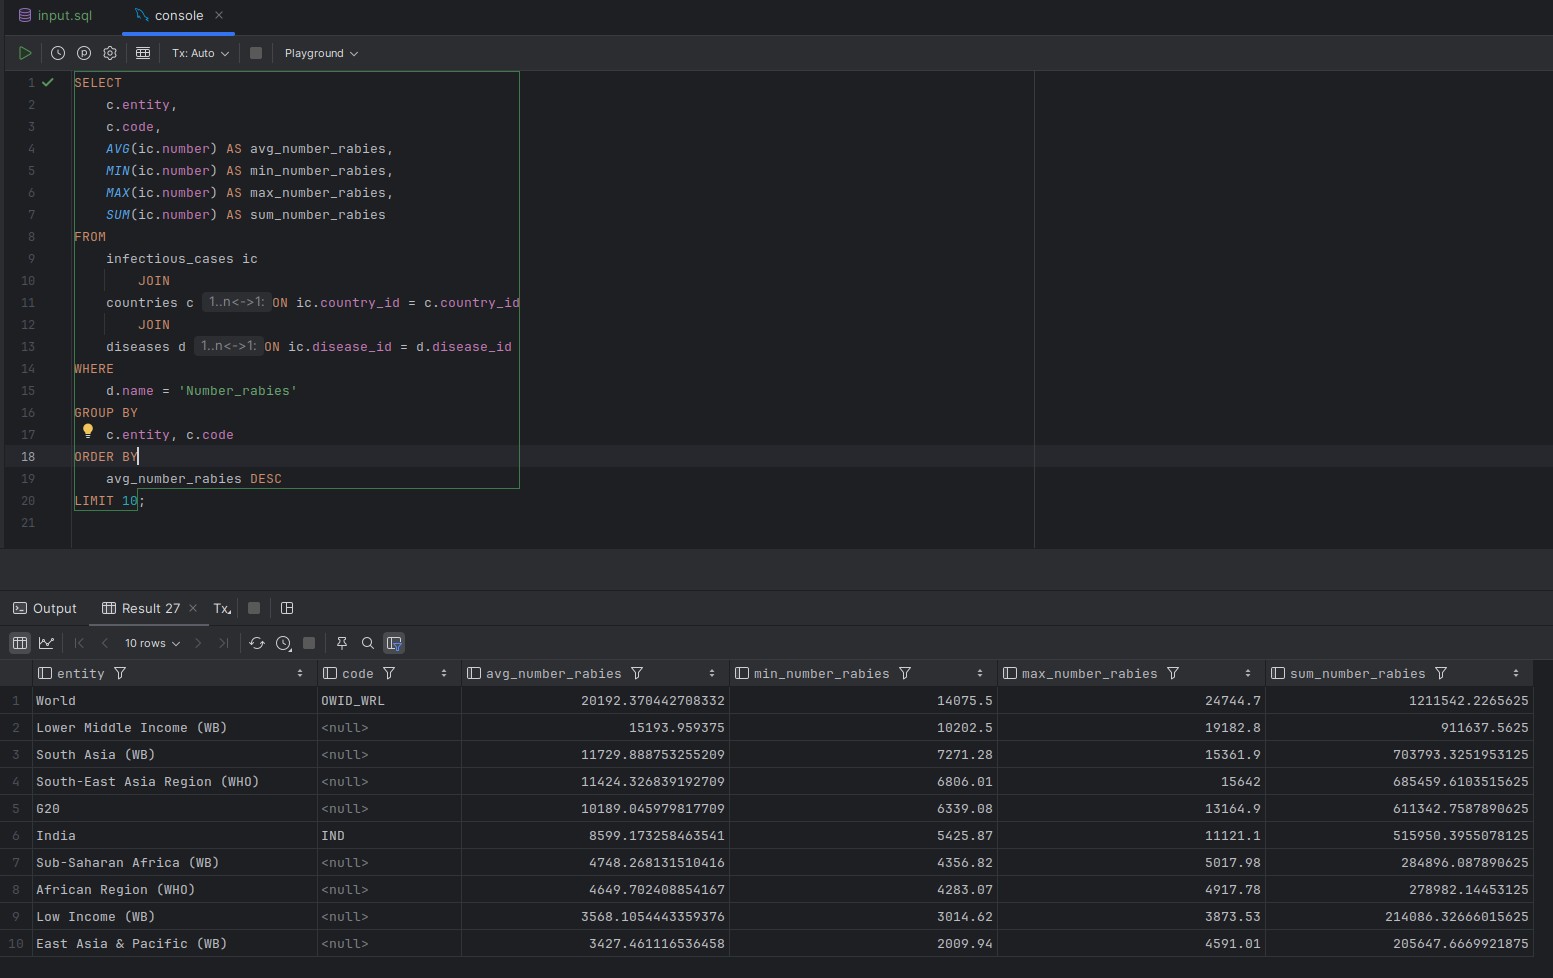 input.sql console
Tx: Auto Playground
1 SELECT
2 c.entity,
3 c.code,
4 AVG(ic.number) AS avg_number_rabies,
5 MIN(ic.number) AS min_number_rabies,
6 MAX(ic.number) AS max_number_rabies,
7 SUM(ic.number) AS sum_number_rabies
8 FROM
9 infectious_cases ic
10 JOIN
11 countries c 1..n<->1: ON ic.country_id = c.country_id
12 JOIN
13 diseases d 1..n<->1: ON ic.disease_id = d.disease_id
14 WHERE
15 d.name = 'Number_rabies'
16 GROUP BY
17 c.entity, c.code
18 ORDER BY
19 avg_number_rabies DESC
20 LIMIT 10;
21
Output Result 27 Tx
10 rows
entity code avg_number_rabies min_number_rabies max_number_rabies sum_number_rabies
1 World OWID_WRL 20192.370442708332 14075.5 24744.7 1211542.2265625
2 Lower Middle Income (WB) <null> 15193.959375 10202.5 19182.8 911637.5625
3 South Asia (WB) <null> 11729.888753255209 7271.28 15361.9 703793.3251953125
4 South-East Asia Region (WHO) <null> 11424.326839192709 6806.01 15642 685459.6103515625
5 G20 <null> 10189.045979817709 6339.08 13164.9 611342.7587890625
6 India IND 8599.173258463541 5425.87 11121.1 515950.3955078125
7 Sub-Saharan Africa (WB) <null> 4748.268131510416 4356.82 5017.98 284896.087890625
8 African Region (WHO) <null> 4649.702408854167 4283.07 4917.78 278982.14453125
9 Low Income (WB) <null> 3568.1054443359376 3014.62 3873.53 214086.32666015625
10 East Asia & Pacific (WB) <null> 3427.461116536458 2009.94 4591.01 205647.6669921875